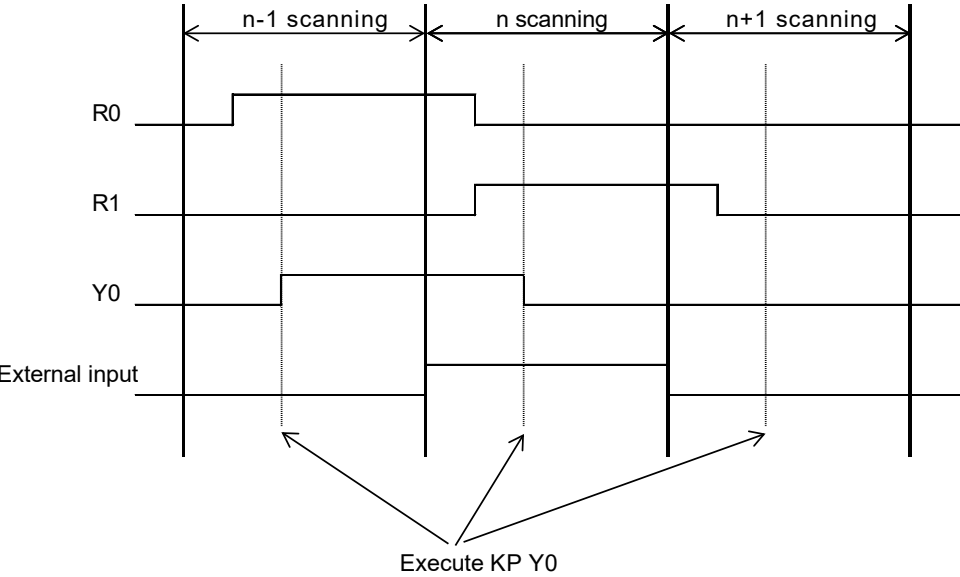 n-1 scanning
n scanning
n+1 scanning
R0
R1
Y0
External input
Execute KP Y0